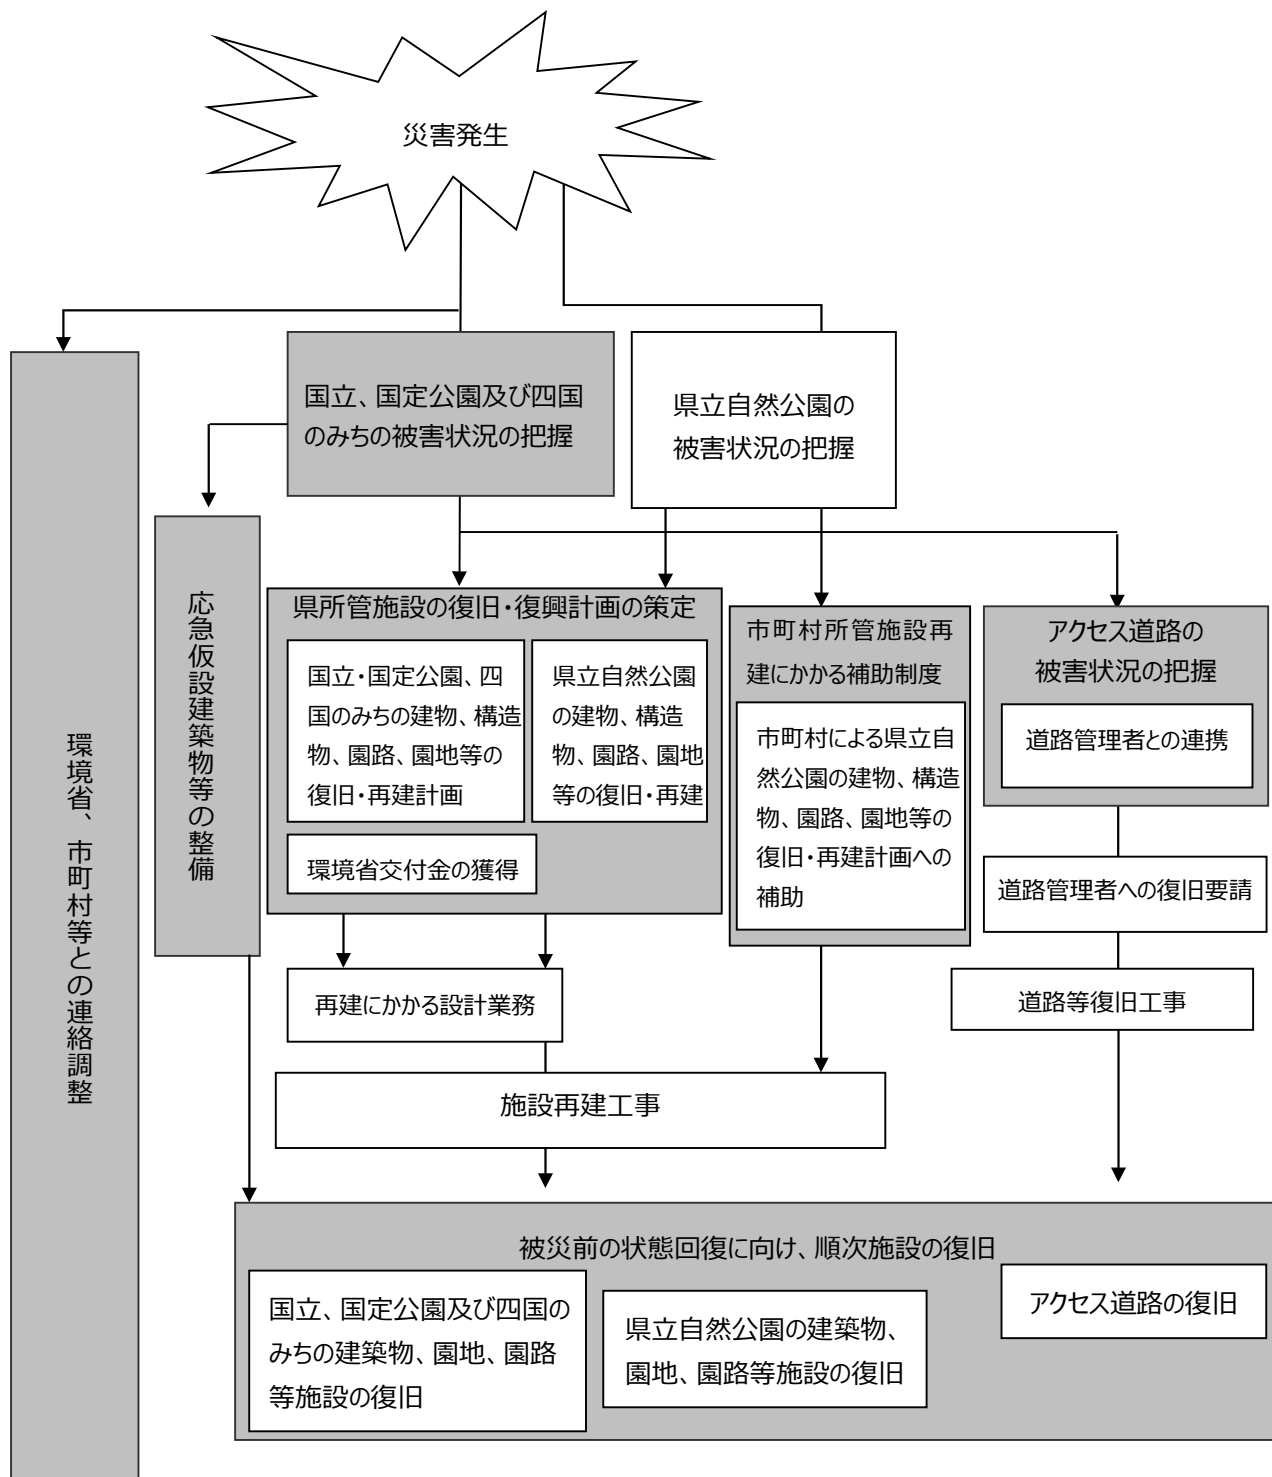 災害発生
国立、国定公園及び四国
のみちの被害状況の把握
県立自然公園の
被害状況の把握
環境省、市町村等との連絡調整
応急仮設建築物等の整備
県所管施設の復旧・復興計画の策定
国立・国定公園、四
国のみちの建物、構造
物、園路、園地等の
復旧・再建計画
県立自然公園
の建物、構造
物、園路、園地
等の復旧・再建
環境省交付金の獲得
市町村所管施設再
建にかかる補助制度
市町村による県立自
然公園の建物、構造
物、園路、園地等の
復旧・再建計画への
補助
アクセス道路の
被害状況の把握
道路管理者との連携
道路管理者への復旧要請
再建にかかる設計業務
道路等復旧工事
施設再建工事
被災前の状態回復に向け、順次施設の復旧
国立、国定公園及び四国の
みちの建築物、園地、園路
等施設の復旧
県立自然公園の建築物、
園地、園路等施設の復旧
アクセス道路の復旧